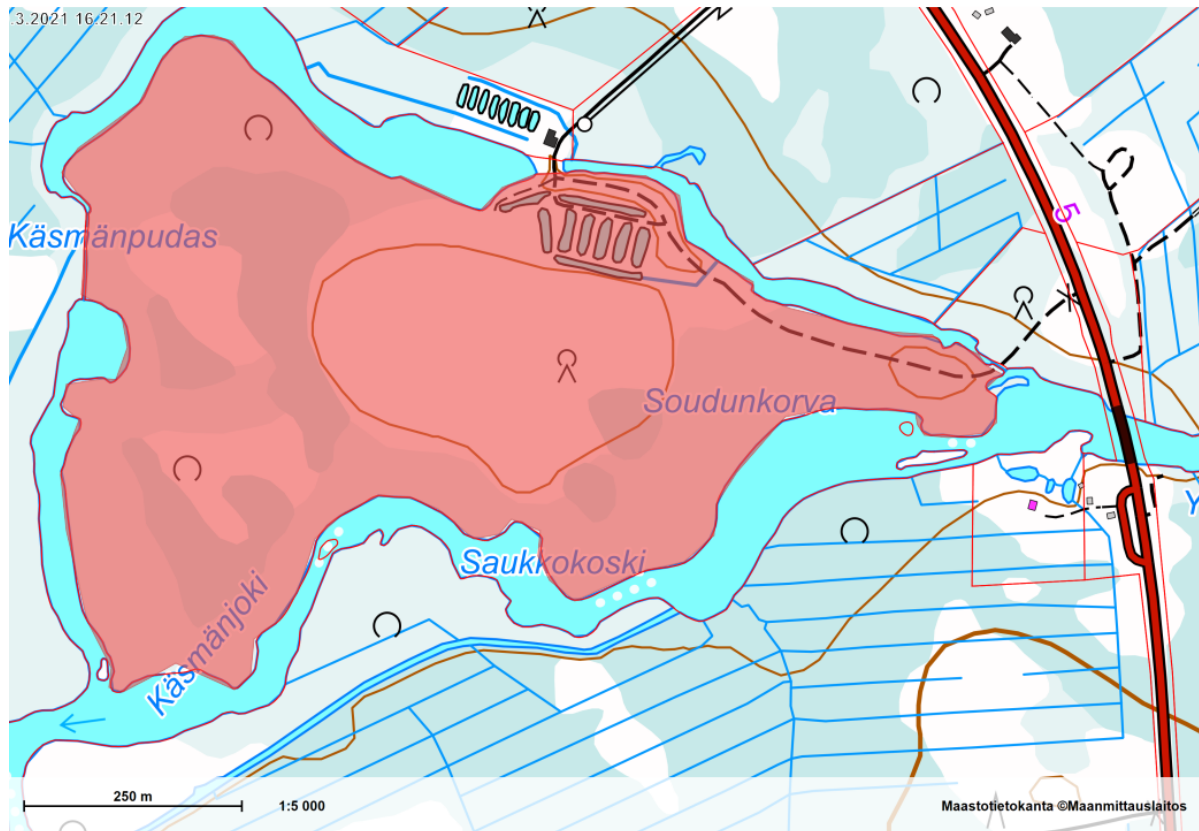 .3.2021 16.21.12
5
Käsmänpudas
Soudunkorva
Saukkokoski
Y
Käsmänjoki
250 m
1:5 000
Maastotietokanta ©Maanmittauslaitos